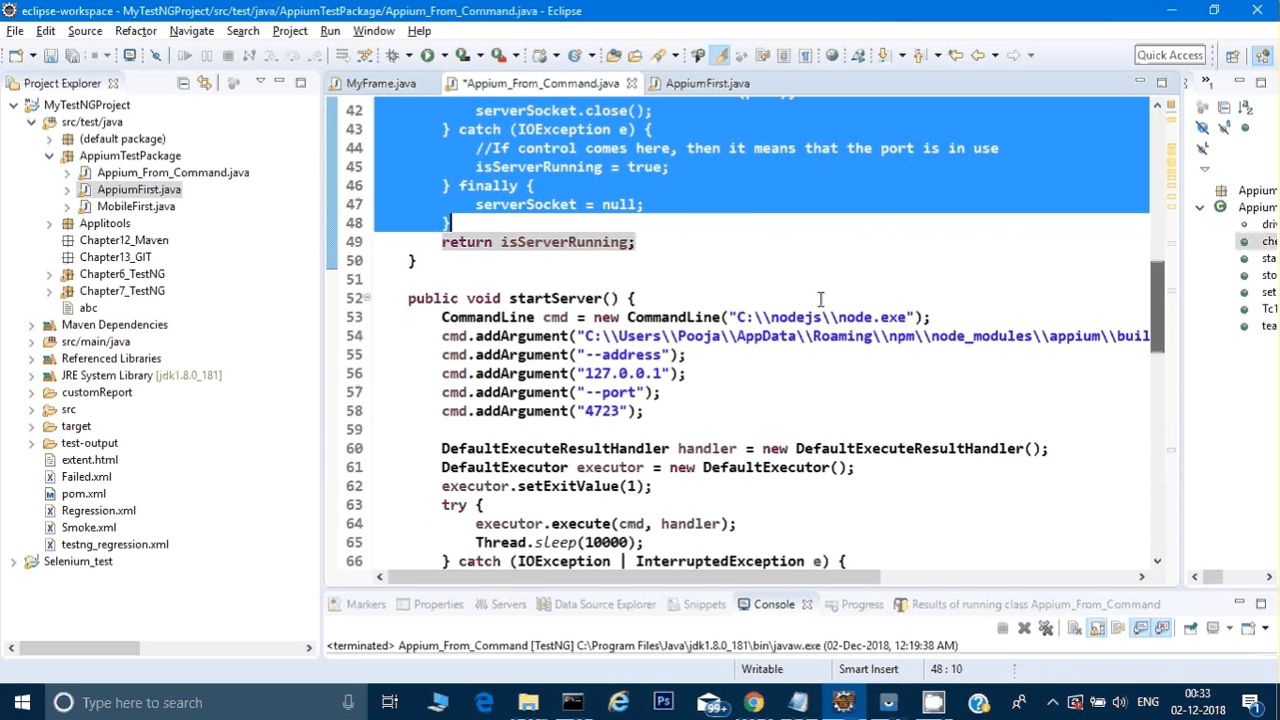 eclipse-workspace - MyTestNGProject/src/test/java/AppiumTestPackage/Appium_From_Command.java - Eclipse
File Edit Source Refactor Navigate Search Project Run Window Help
Quick Access
Project Explorer
MyTestNGProject
src/test/java
(default package)
AppiumTestPackage
Appium_From_Command.java
AppiumFirst.java
MobileFirst.java
Applitools
Chapter12_Maven
Chapter13_GIT
Chapter6_TestNG
Chapter7_TestNG
abc
Maven Dependencies
src/main/java
Referenced Libraries
JRE System Library [jdk1.8.0_181]
customReport
src
target
test-output
extent.html
Failed.xml
pom.xml
Regression.xml
Smoke.xml
testng_regression.xml
Selenium_test
MyFrame.java *Appium_From_Command.java AppiumFirst.java
42 serverSocket.close();
43 } catch (IOException e) {
44 //If control comes here, then it means that the port is in use
45 isServerRunning = true;
46 } finally {
47 serverSocket = null;
48 }
49 return isServerRunning;
50 }
51
52 public void startServer() {
53 CommandLine cmd = new CommandLine("C:\\nodejs\\node.exe");
54 cmd.addArgument("C:\\Users\\Pooja\\AppData\\Roaming\\npm\\node_modules\\appium\\buil
55 cmd.addArgument("--address");
56 cmd.addArgument("127.0.0.1");
57 cmd.addArgument("--port");
58 cmd.addArgument("4723");
59
60 DefaultExecuteResultHandler handler = new DefaultExecuteResultHandler();
61 DefaultExecutor executor = new DefaultExecutor();
62 executor.setExitValue(1);
63 try {
64 executor.execute(cmd, handler);
65 Thread.sleep(10000);
66 } catch (IOException | InterruptedException e) {
Appium
Appium
dri
che
sta
sto
set
Tc1
tea
Markers Properties Servers Data Source Explorer Snippets Console Progress Results of running class Appium_From_Command
<terminated> Appium_From_Command [TestNG] C:\Program Files\Java\jdk1.8.0_181\bin\javaw.exe (02-Dec-2018, 12:19:38 AM)
Writable Smart Insert 48 : 10
Type here to search
99+
ENG
00:33
02-12-2018
1